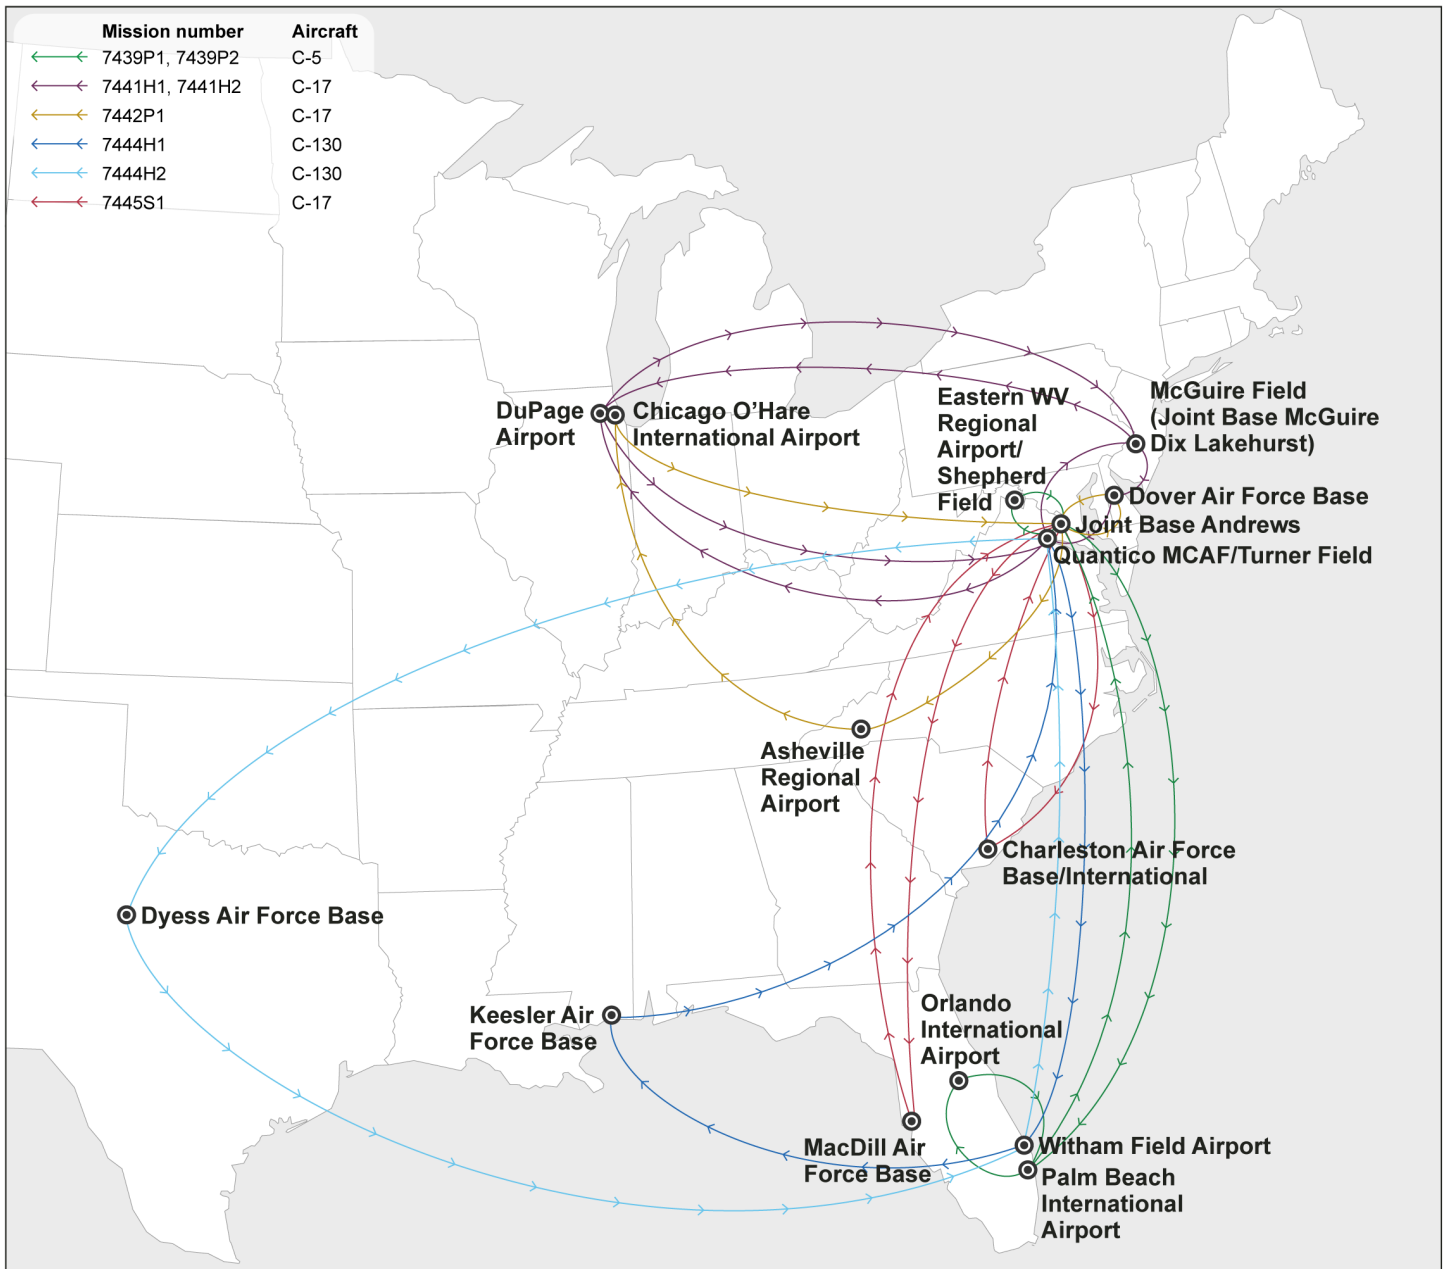 Mission number Aircraft
7439P1, 7439P2 C-5
7441H1, 7441H2 C-17
7442P1 C-17
7444H1 C-130
7444H2 C-130
7445S1 C-17
DuPage
Airport
Chicago O’Hare
International Airport
Eastern WV
Regional
Airport/
Shepherd
Field
McGuire Field
(Joint Base McGuire
Dix Lakehurst)
Dover Air Force Base
Joint Base Andrews
Quantico MCAF/Turner Field
Asheville
Regional
Airport
Charleston Air Force
Base/International
Dyess Air Force Base
Keesler Air
Force Base
Orlando
International
Airport
MacDill Air
Force Base
Witham Field Airport
Palm Beach
International
Airport